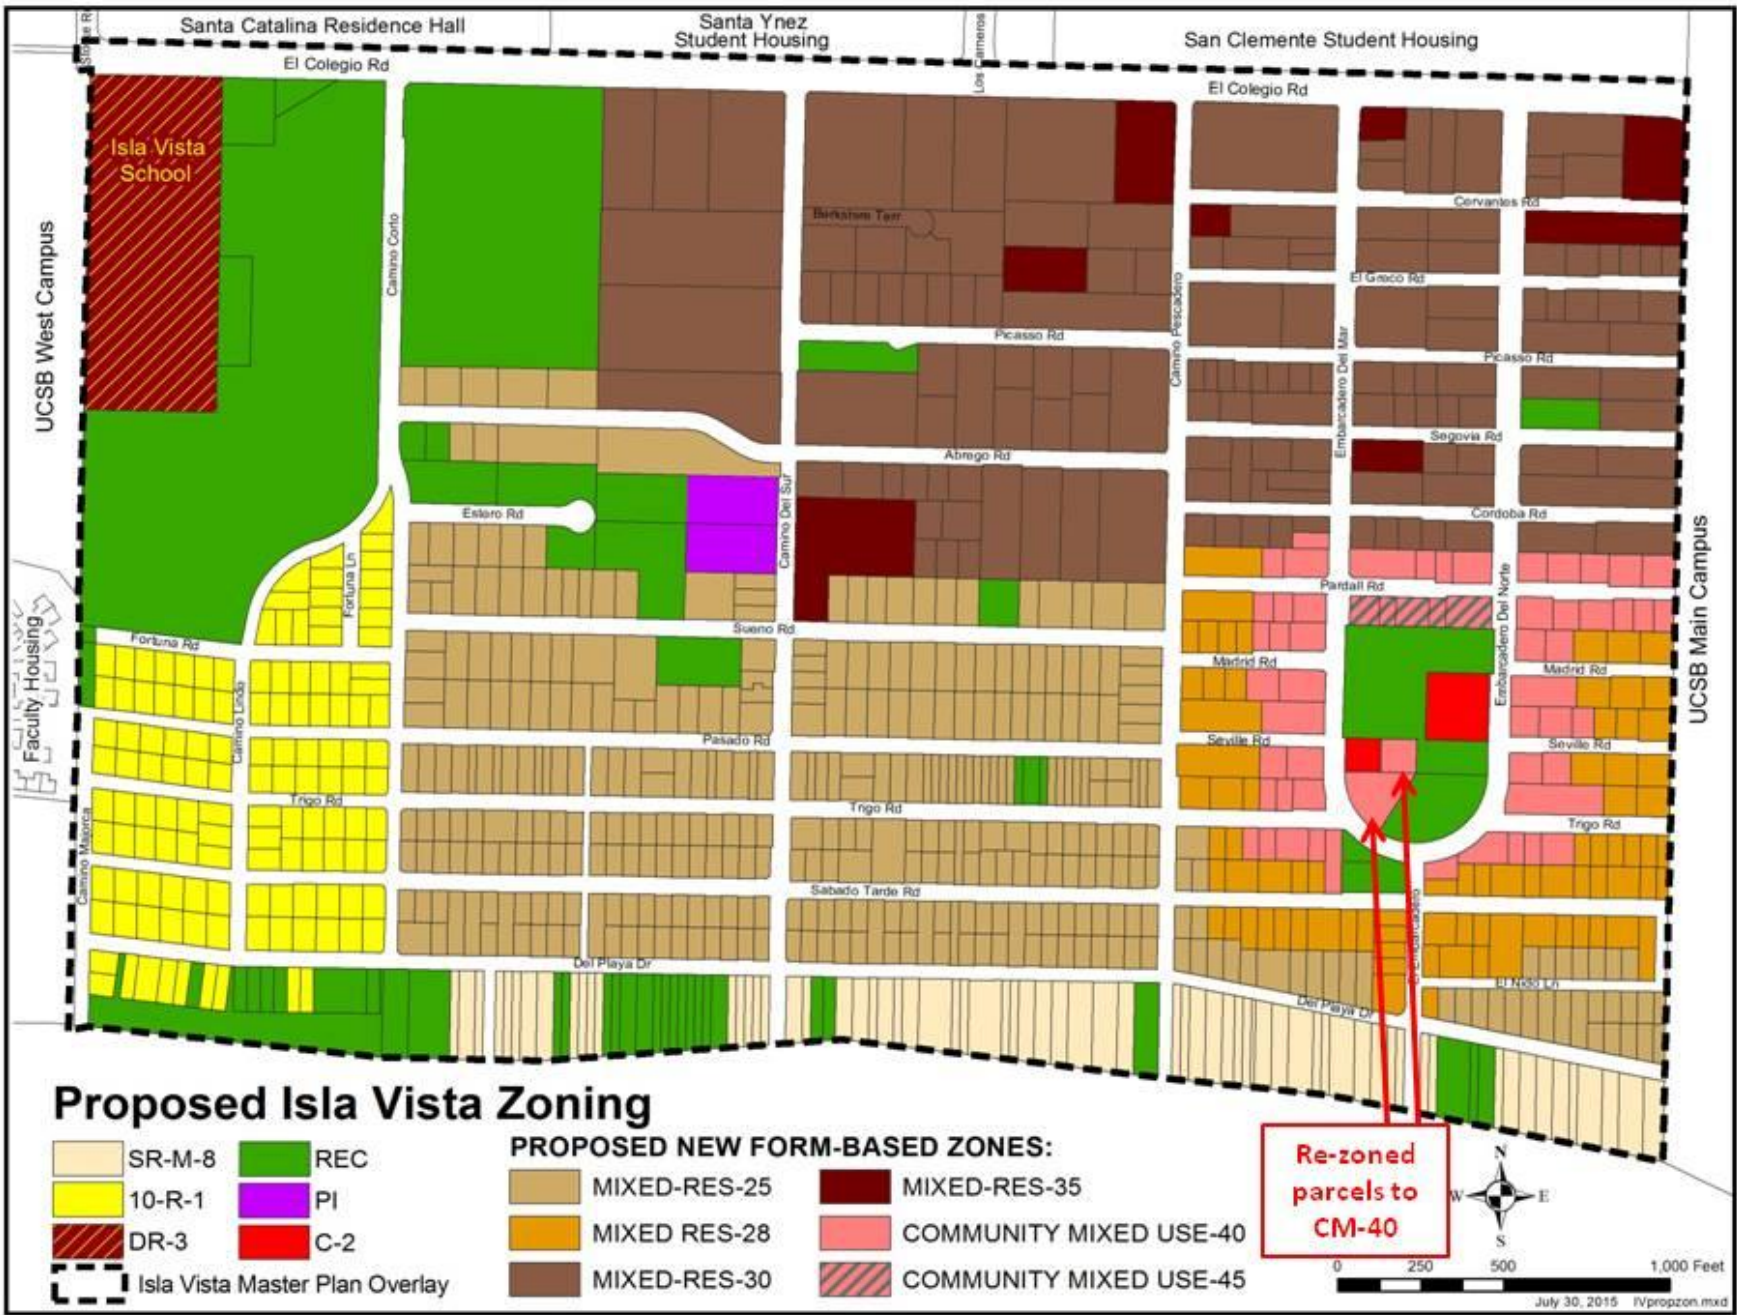 Santa Catalina Residence Hall
Santa Ynez
Student Housing
San Clemente Student Housing
Los Carneros
El Colegio Rd
El Colegio Rd
Isla Vista
School
UCSB West Campus
Camino Corto
Cervantes Rd
El Greco Rd
Picasso Rd
Picasso Rd
Camino Pescadero
Embarcadero Del Mar
Segovia Rd
Abrego Rd
Camino Del Sur
Estero Rd
Cordoba Rd
UCSB Main Campus
Fortuna Ln
Pardall Rd
Embarcadero Del Norte
Sueno Rd
Fortuna Rd
Faculty Housing
Madrid Rd
Madrid Rd
Camino Lindo
Pasado Rd
Seville Rd
Seville Rd
Trigo Rd
Trigo Rd
Trigo Rd
Camino Majorca
Sabado Tarde Rd
El Embarcadero
Del Playa Dr
El Nido Ln
Del Playa Dr
Proposed Isla Vista Zoning
SR-M-8
REC
10-R-1
PI
DR-3
C-2
Isla Vista Master Plan Overlay
PROPOSED NEW FORM-BASED ZONES:
MIXED-RES-25
MIXED-RES-35
MIXED RES-28
COMMUNITY MIXED USE-40
MIXED-RES-30
COMMUNITY MIXED USE-45
Re-zoned
parcels to
CM-40
N
W
E
S
0 250 500 1,000 Feet
July 30, 2015 IVpropzon.mxd